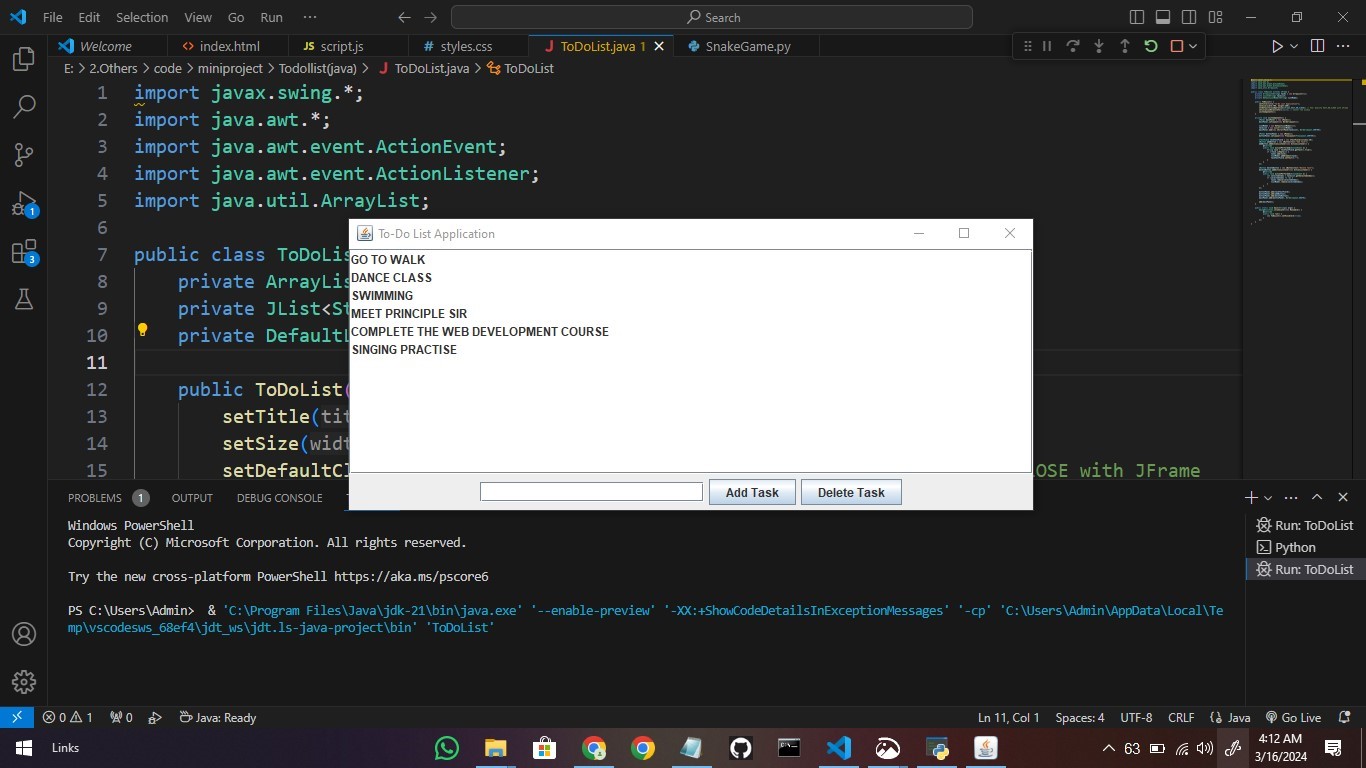 File Edit Selection View Go Run ··· Search
Welcome index.html JS script.js # styles.css J ToDoList.java 1 SnakeGame.py
E: > 2.Others > code > miniproject > Todollist(java) > J ToDoList.java > ToDoList
1 import javax.swing.*;
2 import java.awt.*;
3 import java.awt.event.ActionEvent;
4 import java.awt.event.ActionListener;
5 import java.util.ArrayList;
6
7 public class ToDoLis
8 private ArrayLis
9 private JList<St
10 private DefaultL
11
12 public ToDoList(
13 setTitle(tit
14 setSize(widt
15 setDefaultCl OSE with JFrame
To-Do List Application
GO TO WALK
DANCE CLASS
SWIMMING
MEET PRINCIPLE SIR
COMPLETE THE WEB DEVELOPMENT COURSE
SINGING PRACTISE
Add Task Delete Task
PROBLEMS 1 OUTPUT DEBUG CONSOLE
Windows PowerShell
Copyright (C) Microsoft Corporation. All rights reserved.
Try the new cross-platform PowerShell https://aka.ms/pscore6
PS C:\Users\Admin> & 'C:\Program Files\Java\jdk-21\bin\java.exe' '--enable-preview' '-XX:+ShowCodeDetailsInExceptionMessages' '-cp' 'C:\Users\Admin\AppData\Local\Te
mp\vscodesws_68ef4\jdt_ws\jdt.ls-java-project\bin' 'ToDoList'
Run: ToDoList
Python
Run: ToDoList
1
3
0 1 0 Java: Ready Ln 11, Col 1 Spaces: 4 UTF-8 CRLF Java Go Live
Links 63 4:12 AM
3/16/2024